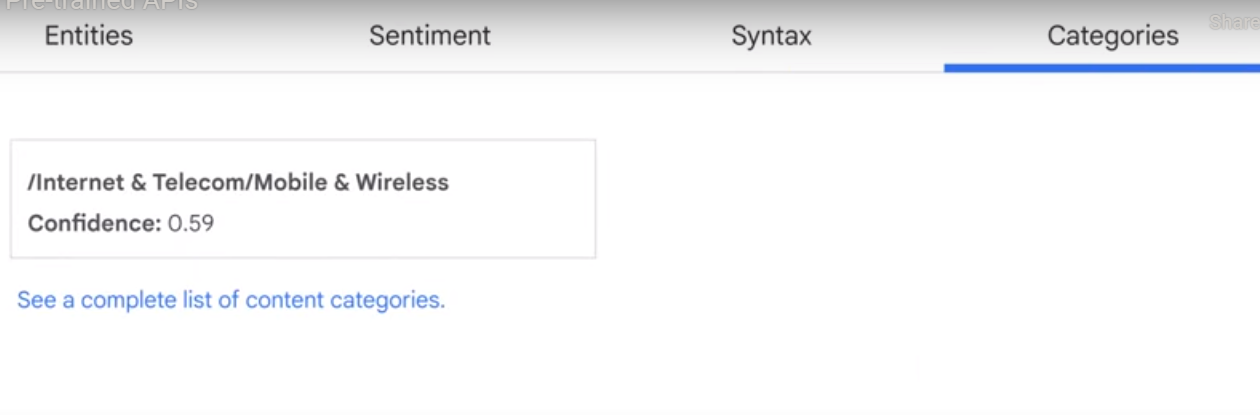 Pre-trained APIs
Share
Entities Sentiment Syntax Categories
/Internet & Telecom/Mobile & Wireless
Confidence: 0.59
See a complete list of content categories.